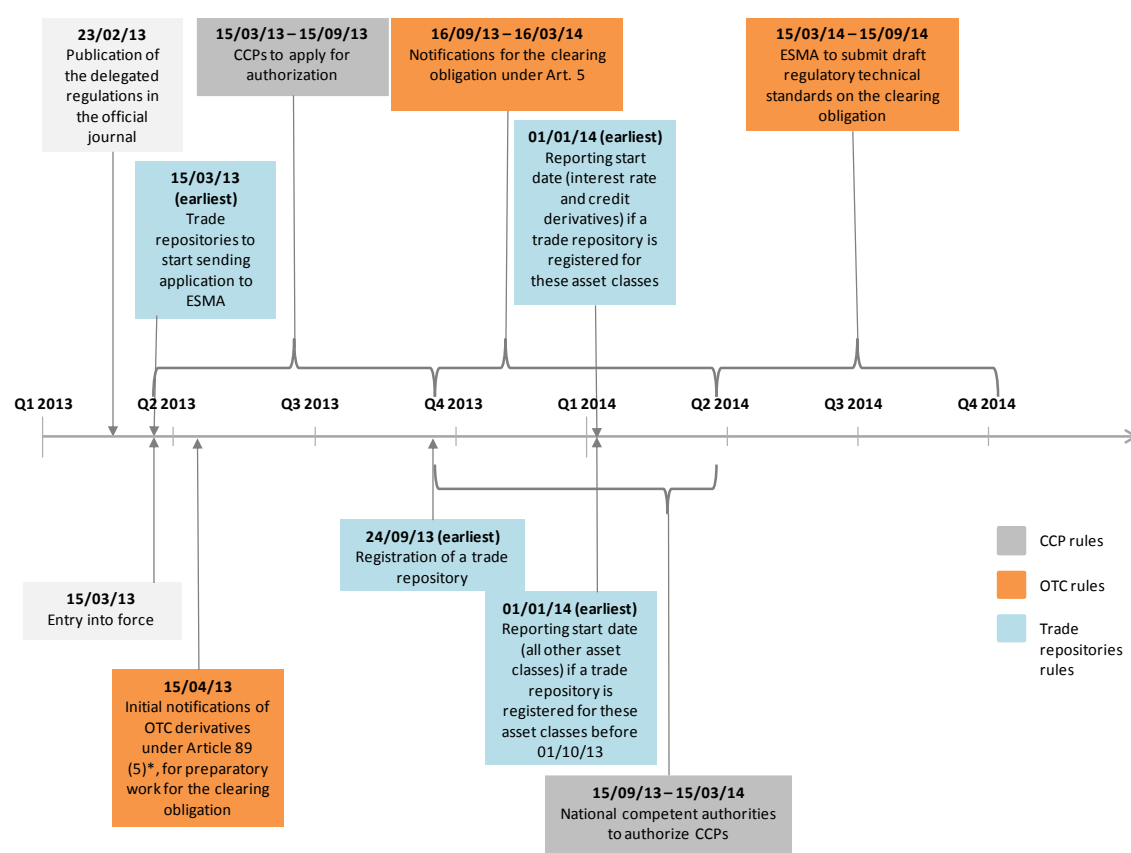 23/02/13
Publication of
the delegated
regulations in
the official
journal
15/03/13 – 15/09/13
CCPs to apply for
authorization
16/09/13 – 16/03/14
Notifications for the clearing
obligation under Art. 5
15/03/14 – 15/09/14
ESMA to submit draft
regulatory technical
standards on the clearing
obligation
15/03/13
(earliest)
Trade
repositories to
start sending
application to
ESMA
01/01/14 (earliest)
Reporting start
date (interest rate
and credit
derivatives) if a
trade repository is
registered for
these asset classes
Q1 2013
Q2 2013
Q3 2013
Q4 2013
Q1 2014
Q2 2014
Q3 2014
Q4 2014
24/09/13 (earliest)
Registration of a trade
repository
15/03/13
Entry into force
01/01/14 (earliest)
Reporting start date
(all other asset
classes) if a trade
repository is
registered for these
asset classes before
01/10/13
15/04/13
Initial notifications of
OTC derivatives
under Article 89
(5)*, for preparatory
work for the clearing
obligation
15/09/13 – 15/03/14
National competent authorities
to authorize CCPs
CCP rules
OTC rules
Trade
repositories
rules